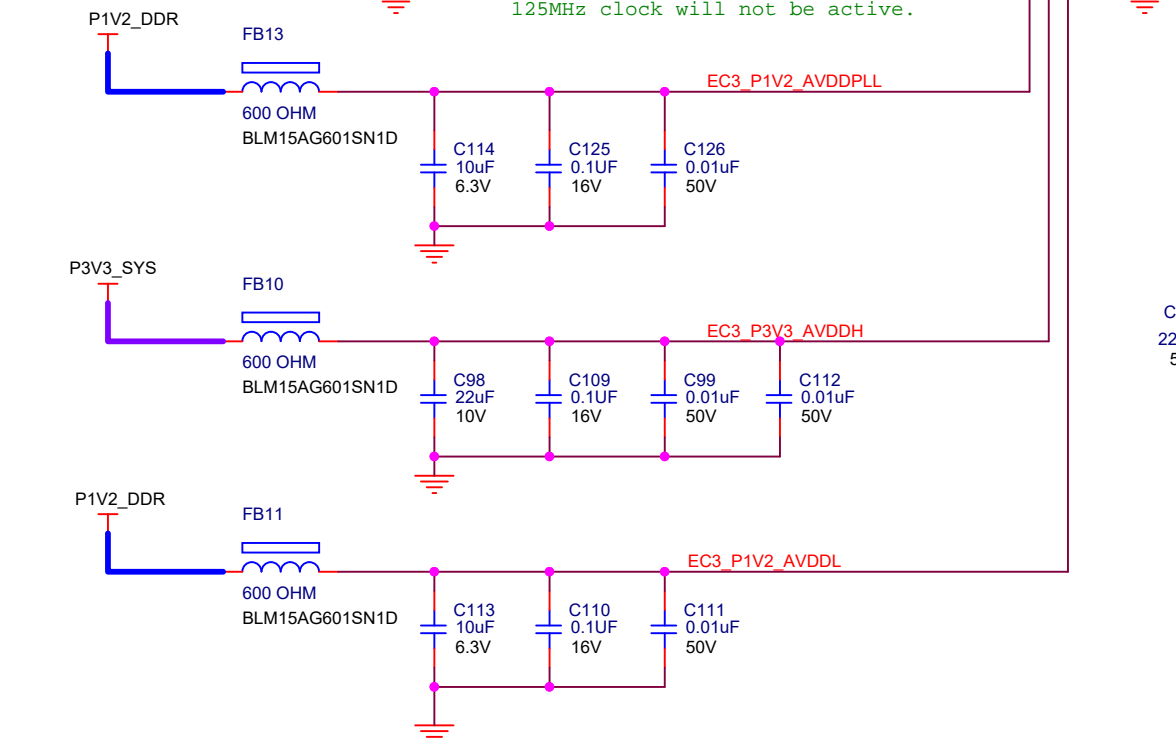 125MHz clock will not be active.
P1V2_DDR
FB13
EC3_P1V2_AVDDPLL
600 OHM
BLM15AG601SN1D
C114
10uF
6.3V
C125
0.1UF
16V
C126
0.01uF
50V
P3V3_SYS
FB10
EC3_P3V3_AVDDH
600 OHM
BLM15AG601SN1D
C98
22uF
10V
C109
0.1UF
16V
C99
0.01uF
50V
C112
0.01uF
50V
C
22
5
P1V2_DDR
FB11
EC3_P1V2_AVDDL
600 OHM
BLM15AG601SN1D
C113
10uF
6.3V
C110
0.1UF
16V
C111
0.01uF
50V